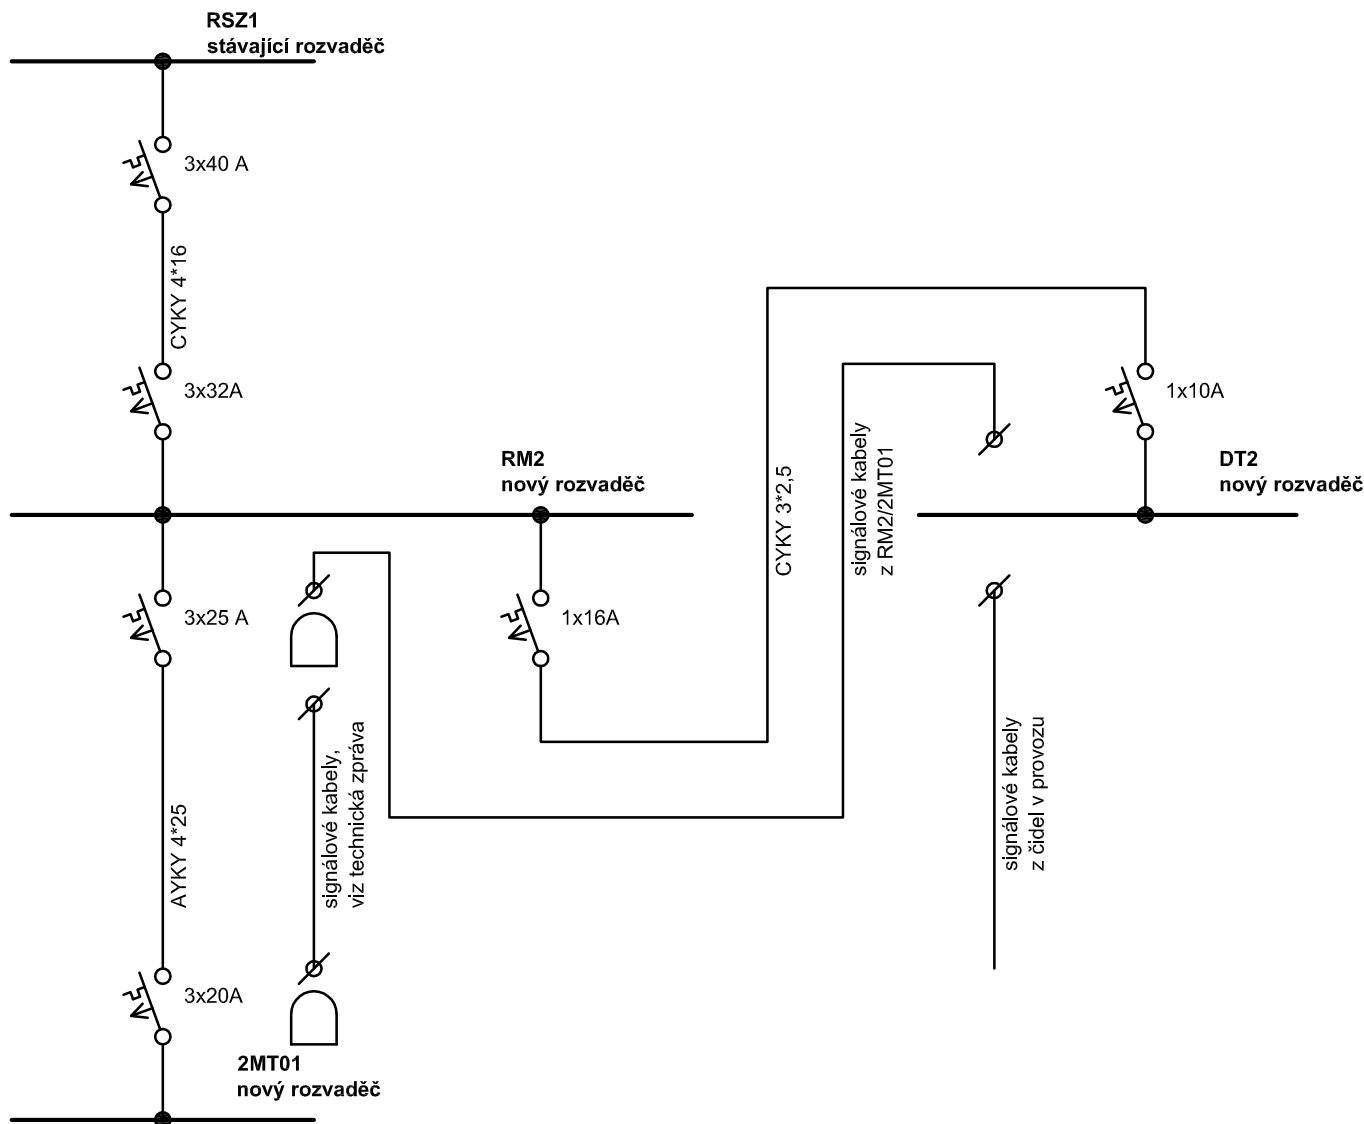 RSZ1
stávající rozvaděč
3x40 A
CYKY 4*16
3x32A
1x10A
RM2
nový rozvaděč
DT2
nový rozvaděč
CYKY 3*2,5
signálové kabely
z RM2/2MT01
3x25 A
1x16A
AYKY 4*25
signálové kabely,
viz technická zpráva
signálové kabely
z čidel v provozu
3x20A
2MT01
nový rozvaděč